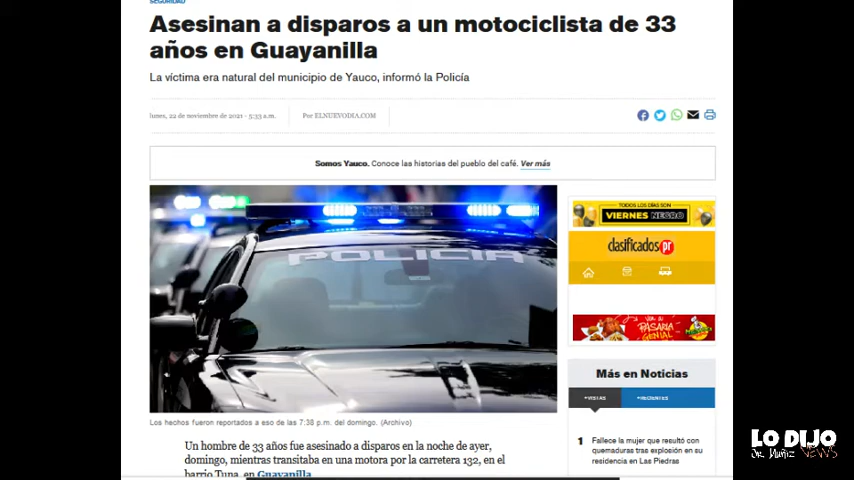 SEGURIDAD
Asesinan a disparos a un motociclista de 33
años en Guayanilla
La víctima era natural del municipio de Yauco, informó la Policía
lunes, 22 de noviembre de 2021 - 5:33 a.m.
Por ELNUEVODIA.COM
Somos Yauco. Conoce las historias del pueblo del café. Ver más
POLICIA
TODOS LOS DÍAS SON
VIERNES NEGRO
clasificados pr
PASARLA
GENIAL
Más en Noticias
+VISTAS
+RECIENTES
Los hechos fueron reportados a eso de las 7:38 p.m. del domingo. (Archivo)
1 Fallece la mujer que resultó con
quemaduras tras explosión en su
residencia en Las Piedras
Un hombre de 33 años fue asesinado a disparos en la noche de ayer,
domingo, mientras transitaba en una motora por la carretera 132, en el
barrio Tuna, en Guayanilla.
LO DIJO
JR. MUÑIZ NEWS